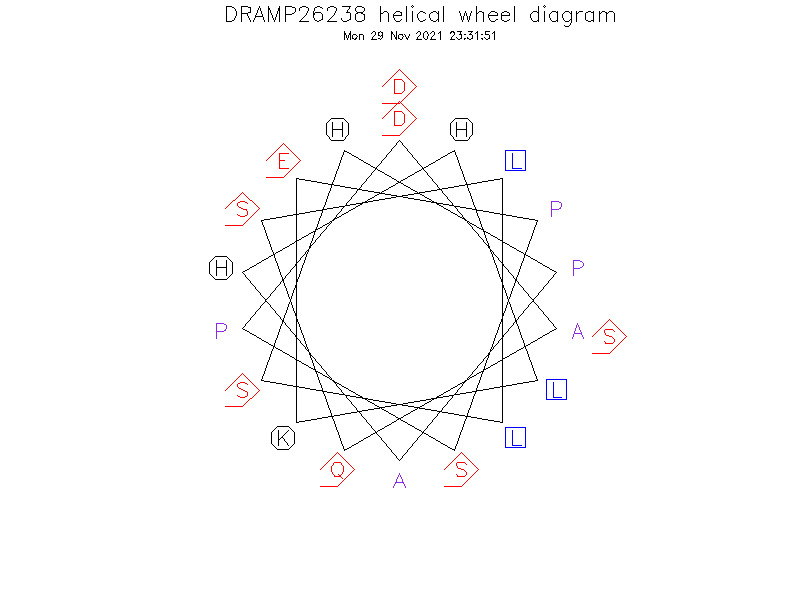 DRAMP26238 helical wheel diagram
Mon 29 Nov 2021 23:31:51
D
D
H H
E L
S P
H P
P A S
S L
K L
Q S
A